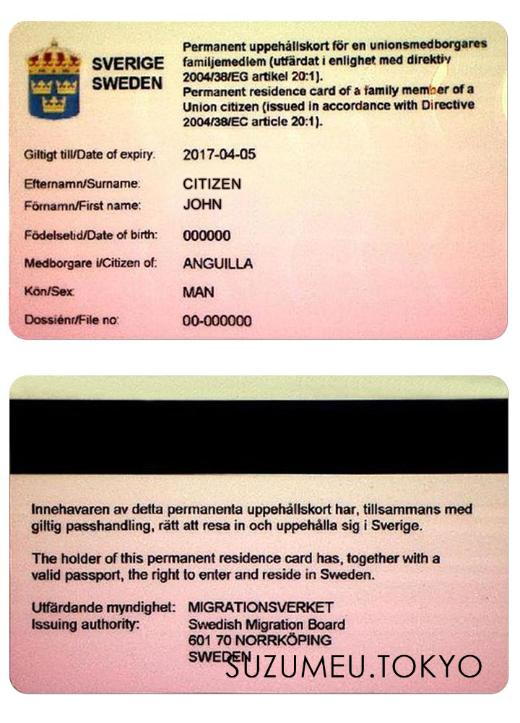 SVERIGE
SWEDEN
Permanent uppehållskort för en unionsmedborgares
familjemedlem (utfärdat i enlighet med direktiv
2004/38/EG artikel 20:1).
Permanent residence card of a family member of a
Union citizen (issued in accordance with Directive
2004/38/EC article 20:1).
Giltigt till/Date of expiry: 2017-04-05
Efternamn/Surname: CITIZEN
Förnamn/First name: JOHN
Födelsetid/Date of birth: 000000
Medborgare i/Citizen of: ANGUILLA
Kön/Sex: MAN
Dossiénr/File no: 00-000000
Innehavaren av detta permanenta uppehållskort har, tillsammans med
giltig passhandling, rätt att resa in och uppehålla sig i Sverige.
The holder of this permanent residence card has, together with a
valid passport, the right to enter and reside in Sweden.
Utfärdande myndighet: MIGRATIONSVERKET
Issuing authority: Swedish Migration Board
601 70 NORRKÖPING
SWEDEN
SUZUMEU.TOKYO